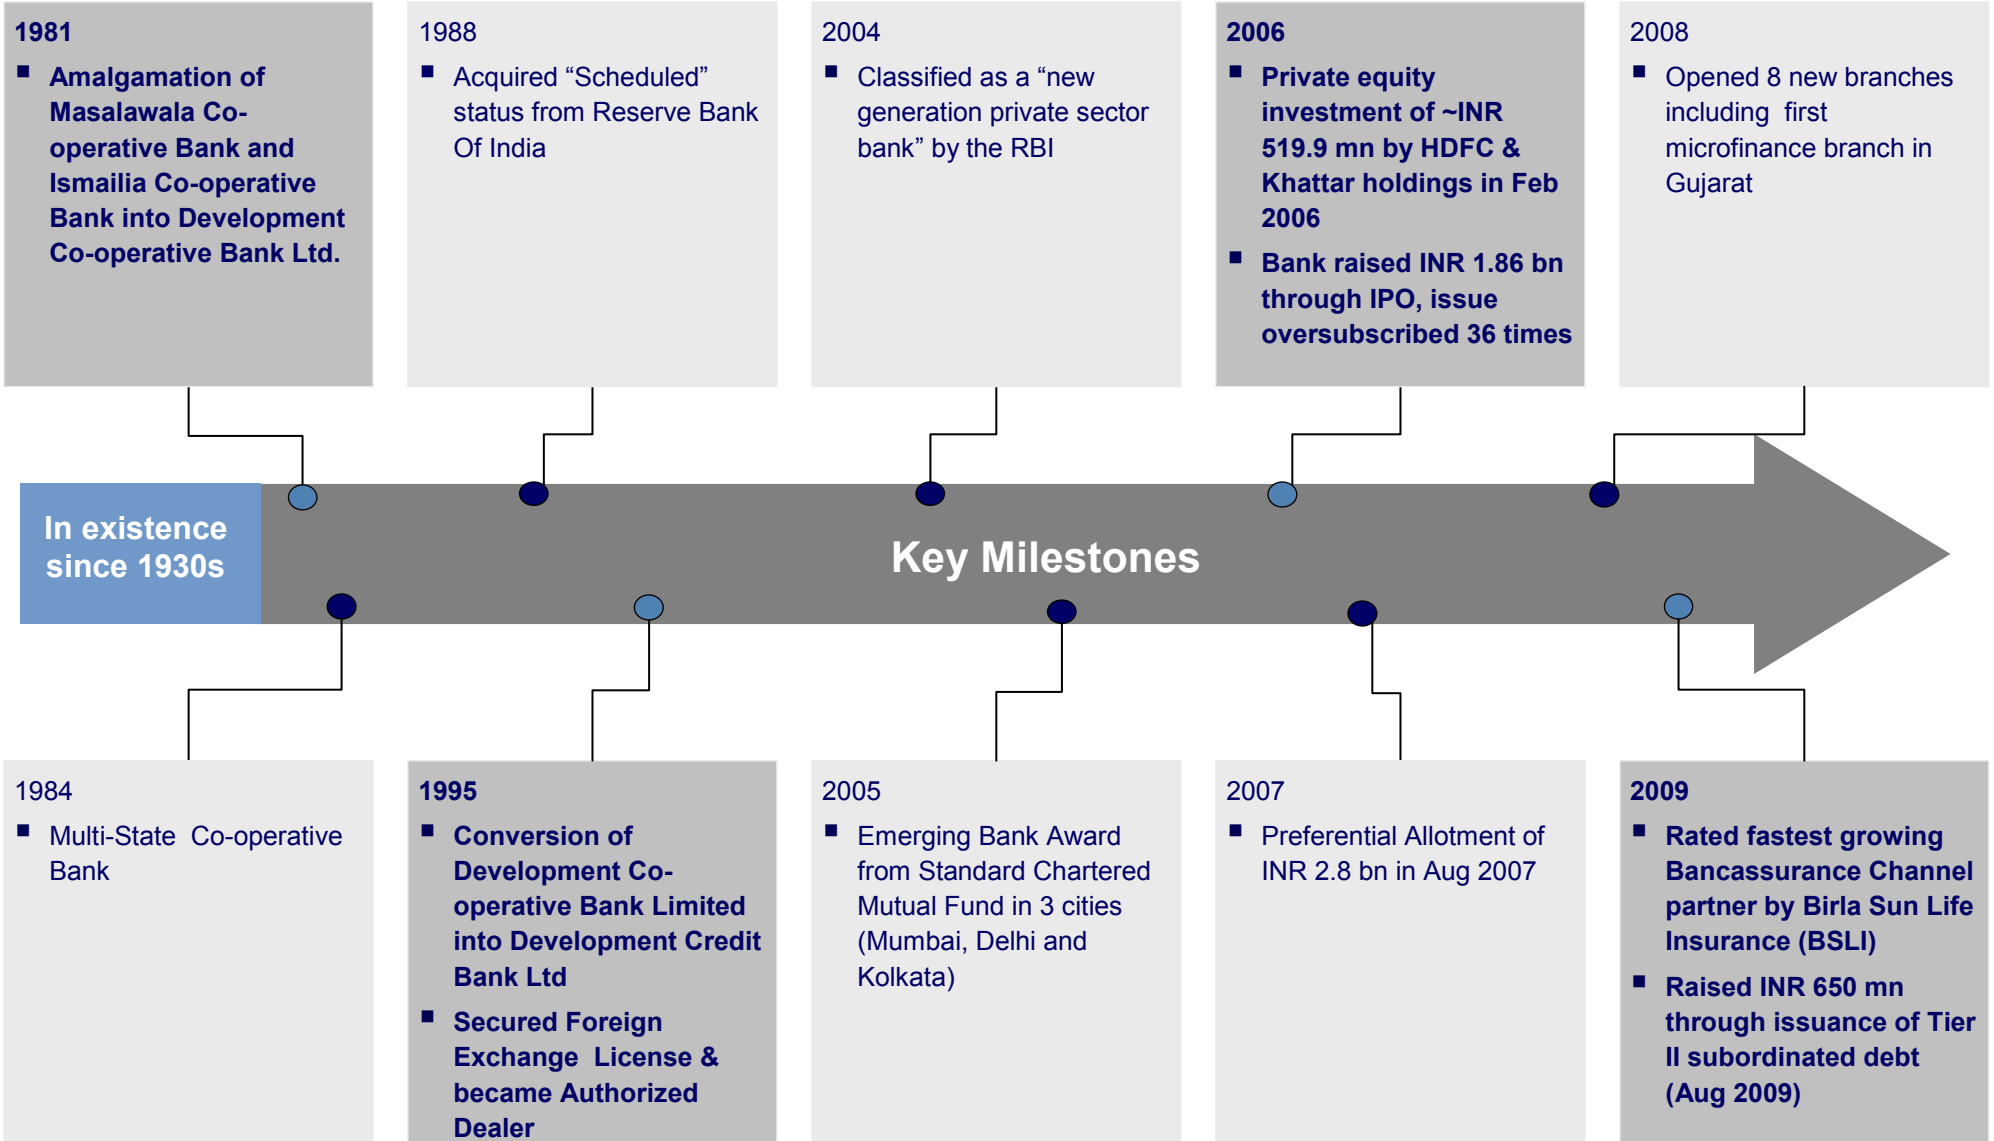 1981
▪ Amalgamation of
Masalawala Co-
operative Bank and
Ismailia Co-operative
Bank into Development
Co-operative Bank Ltd.
1988
▪ Acquired “Scheduled”
status from Reserve Bank
Of India
2004
▪ Classified as a “new
generation private sector
bank” by the RBI
2006
▪ Private equity
investment of ~INR
519.9 mn by HDFC &
Khattar holdings in Feb
2006
▪ Bank raised INR 1.86 bn
through IPO, issue
oversubscribed 36 times
2008
▪ Opened 8 new branches
including first
microfinance branch in
Gujarat
In existence
since 1930s
Key Milestones
1984
▪ Multi-State Co-operative
Bank
1995
▪ Conversion of
Development Co-
operative Bank Limited
into Development Credit
Bank Ltd
▪ Secured Foreign
Exchange License &
became Authorized
Dealer
2005
▪ Emerging Bank Award
from Standard Chartered
Mutual Fund in 3 cities
(Mumbai, Delhi and
Kolkata)
2007
▪ Preferential Allotment of
INR 2.8 bn in Aug 2007
2009
▪ Rated fastest growing
Bancassurance Channel
partner by Birla Sun Life
Insurance (BSLI)
▪ Raised INR 650 mn
through issuance of Tier
II subordinated debt
(Aug 2009)